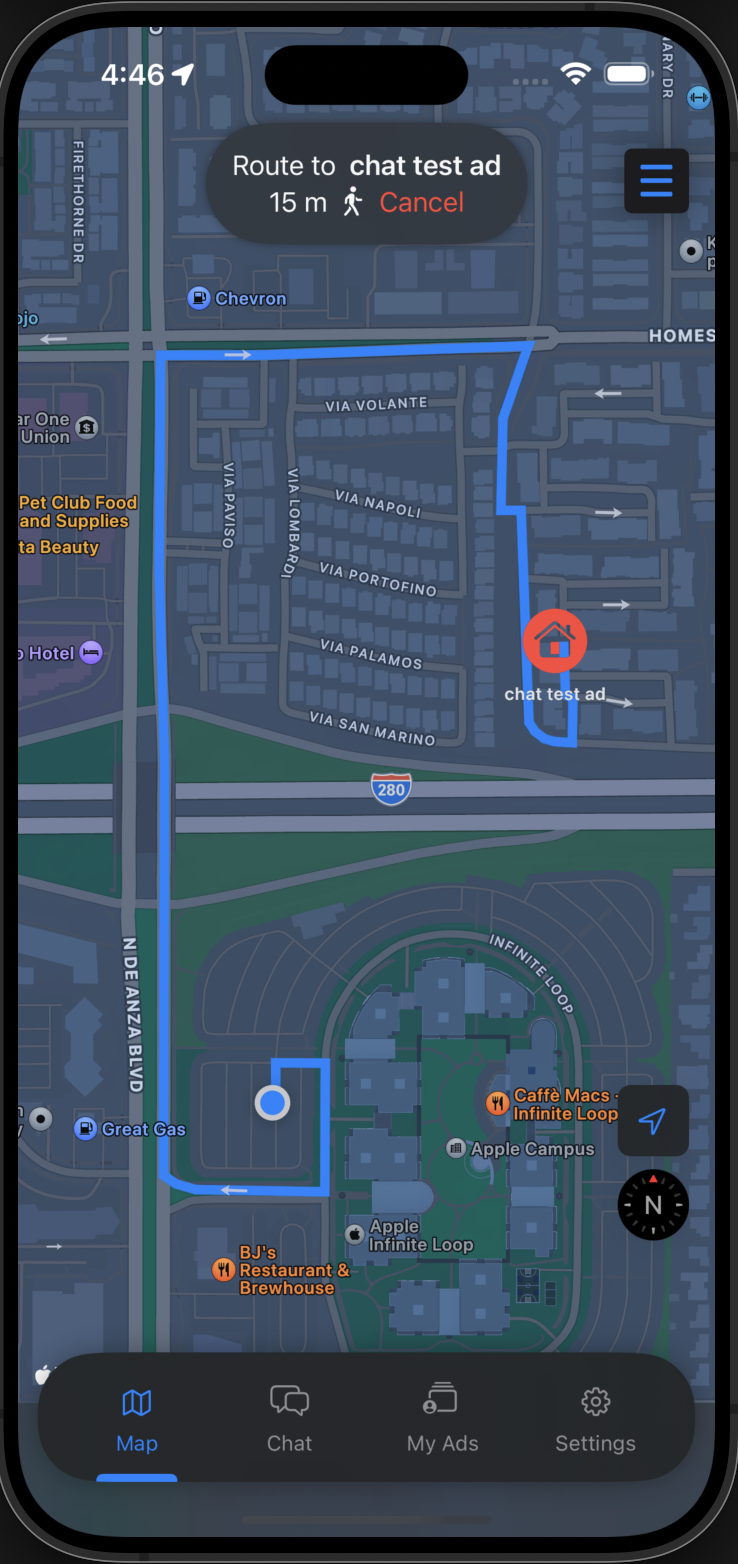 4:46
ARY DR
FIRETHORNE DR
Route to chat test ad
15 m Cancel
Chevron
ojo
HOMES
VIA VOLANTE
ar One
Union
VIA PAVISO
VIA LOMBARDI
VIA NAPOLI
Pet Club Food
and Supplies
ta Beauty
VIA PORTOFINO
VIA PALAMOS
o Hotel
chat test ad
VIA SAN MARINO
280
N DE ANZA BLVD
INFINITE LOOP
Caffè Macs -
Infinite Loop
Great Gas
Apple Campus
N
Apple
Infinite Loop
BJ's
Restaurant &
Brewhouse
Map
Chat
My Ads
Settings